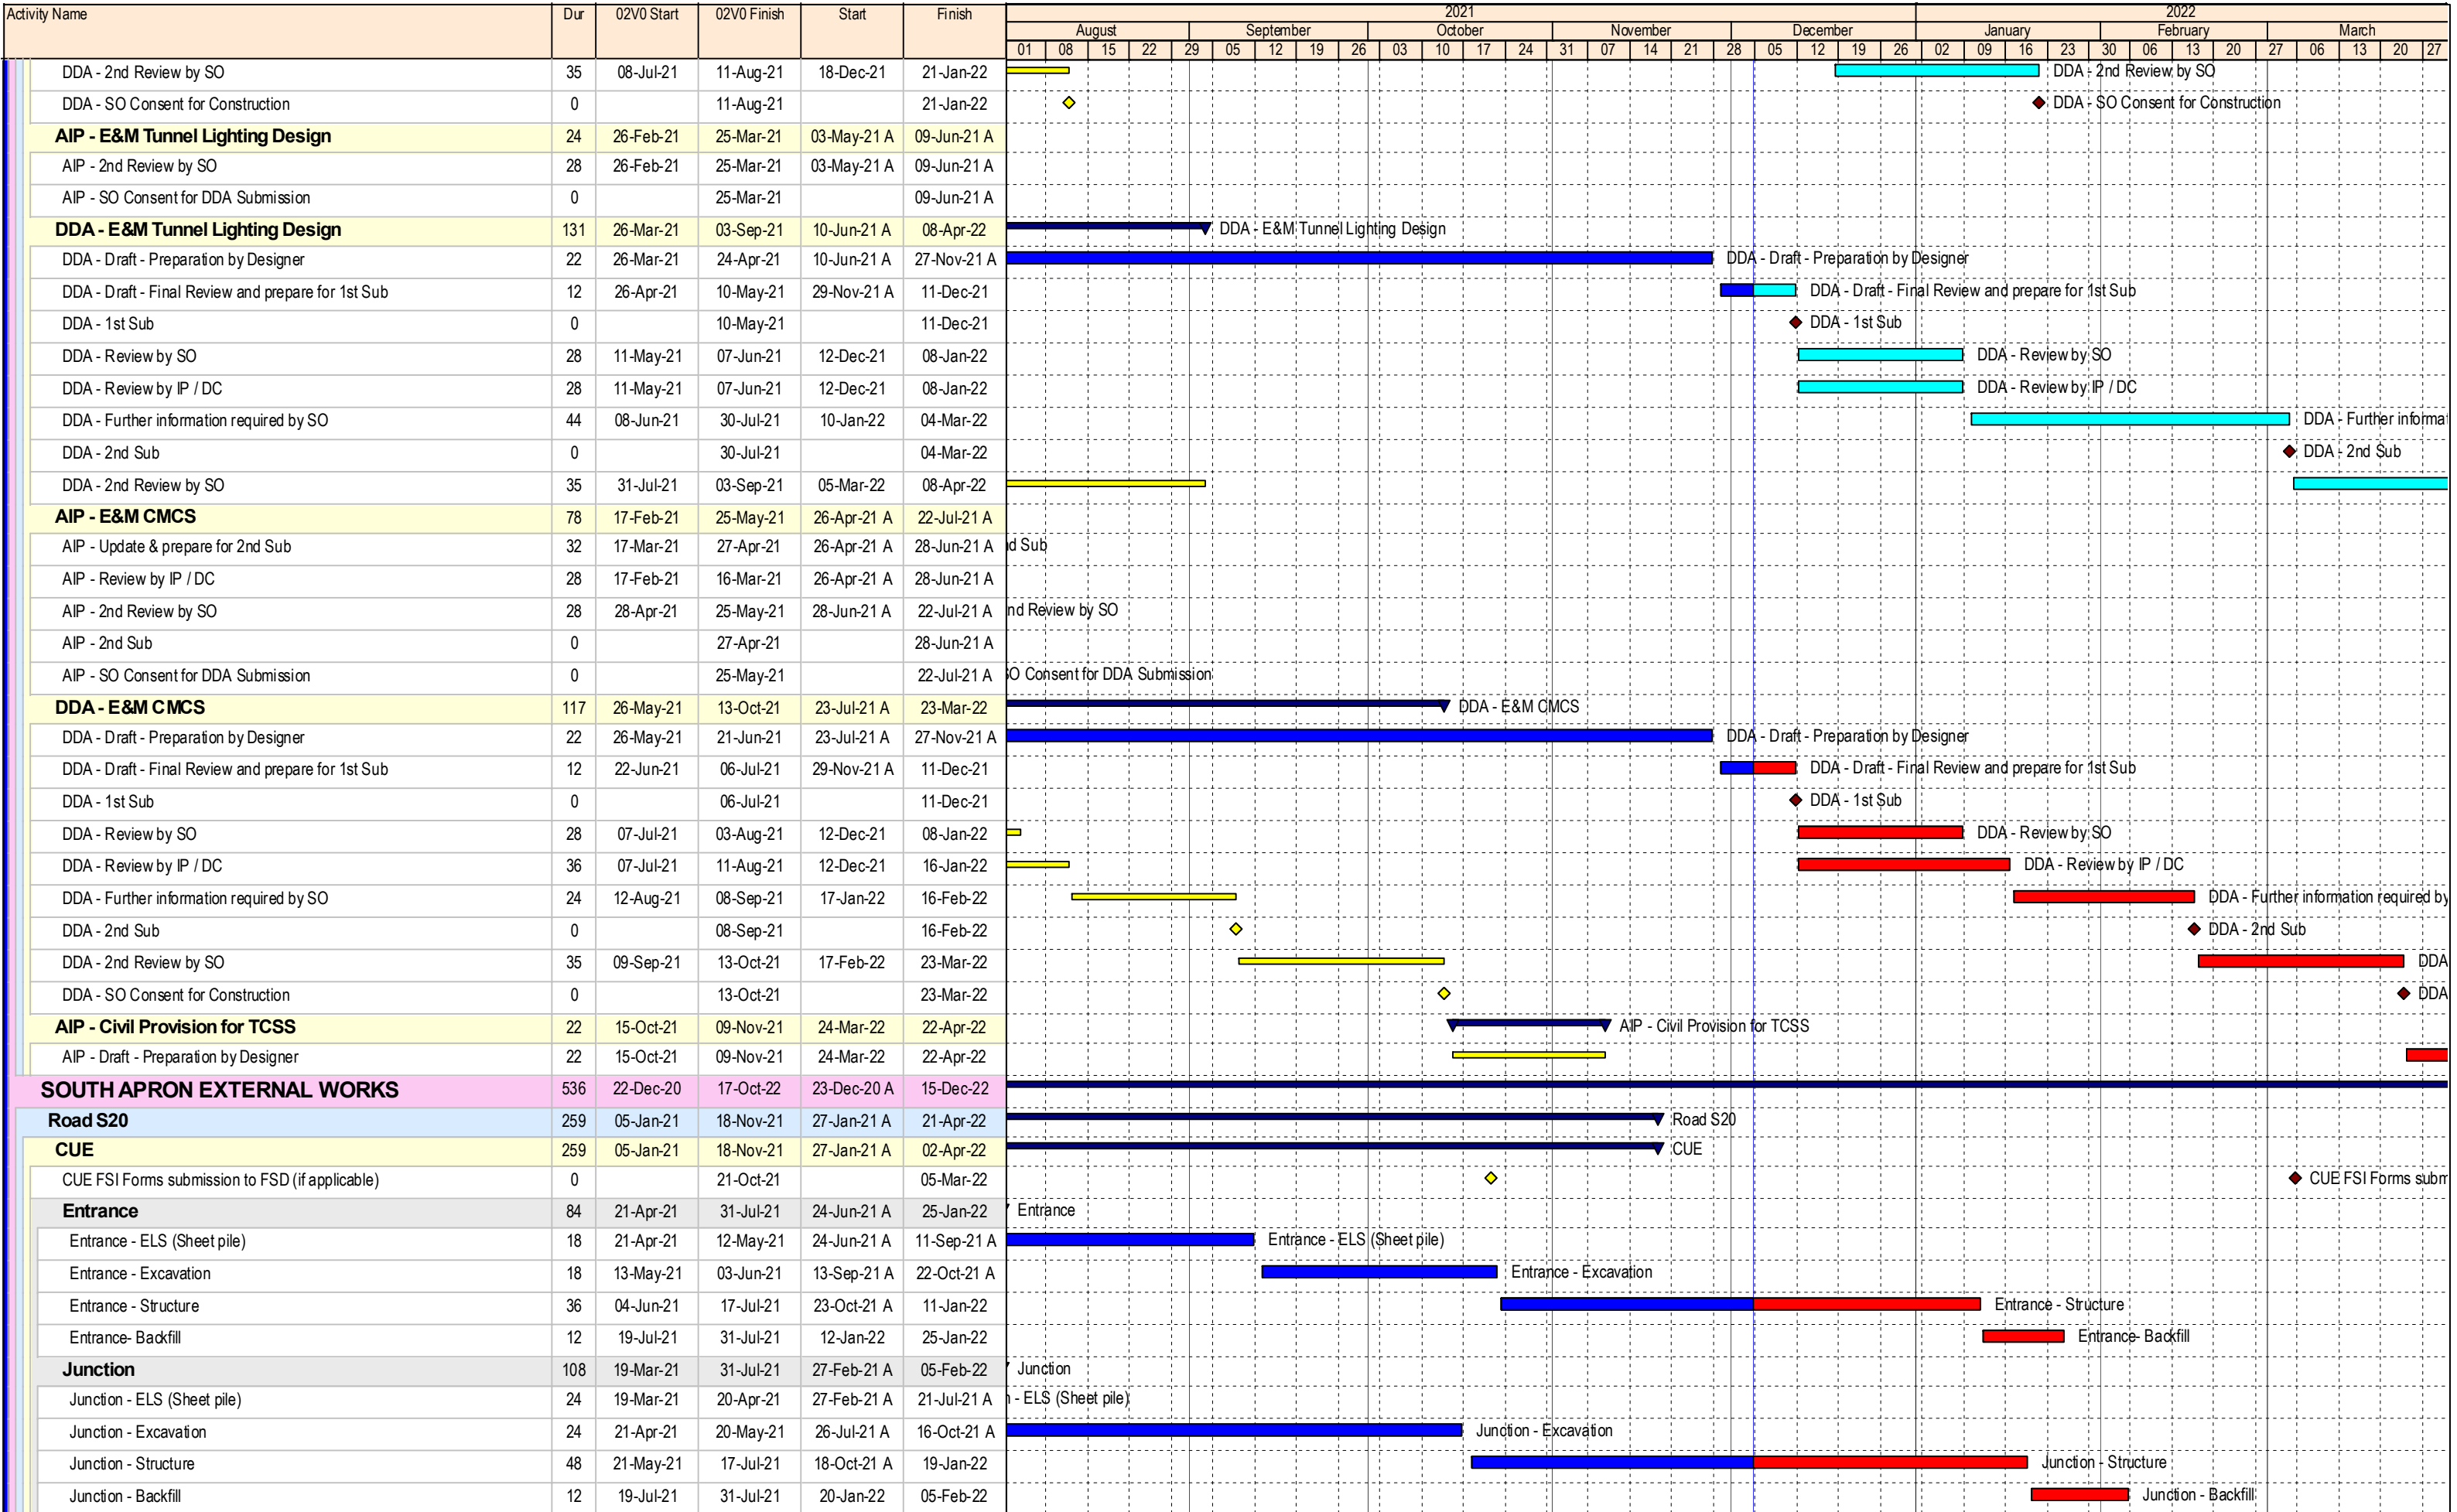 Activity Name Dur 02V0 Start 02V0 Finish Start Finish 2021 2022
August September October November December January February March
01 08 15 22 29 05 12 19 26 03 10 17 24 31 07 14 21 28 05 12 19 26 02 09 16 23 30 06 13 20 27 06 13 20 27
DDA - 2nd Review by SO 35 08-Jul-21 11-Aug-21 18-Dec-21 21-Jan-22 DDA - 2nd Review by SO
DDA - SO Consent for Construction 0 11-Aug-21 21-Jan-22 DDA - SO Consent for Construction
AIP - E&M Tunnel Lighting Design 24 26-Feb-21 25-Mar-21 03-May-21 A 09-Jun-21 A
AIP - 2nd Review by SO 28 26-Feb-21 25-Mar-21 03-May-21 A 09-Jun-21 A
AIP - SO Consent for DDA Submission 0 25-Mar-21 09-Jun-21 A
DDA - E&M Tunnel Lighting Design 131 26-Mar-21 03-Sep-21 10-Jun-21 A 08-Apr-22 DDA - E&M Tunnel Lighting Design
DDA - Draft - Preparation by Designer 22 26-Mar-21 24-Apr-21 10-Jun-21 A 27-Nov-21 A DDA - Draft - Preparation by Designer
DDA - Draft - Final Review and prepare for 1st Sub 12 26-Apr-21 10-May-21 29-Nov-21 A 11-Dec-21 DDA - Draft - Final Review and prepare for 1st Sub
DDA - 1st Sub 0 10-May-21 11-Dec-21 DDA - 1st Sub
DDA - Review by SO 28 11-May-21 07-Jun-21 12-Dec-21 08-Jan-22 DDA - Review by SO
DDA - Review by IP / DC 28 11-May-21 07-Jun-21 12-Dec-21 08-Jan-22 DDA - Review by IP / DC
DDA - Further information required by SO 44 08-Jun-21 30-Jul-21 10-Jan-22 04-Mar-22 DDA - Further informat
DDA - 2nd Sub 0 30-Jul-21 04-Mar-22 DDA - 2nd Sub
DDA - 2nd Review by SO 35 31-Jul-21 03-Sep-21 05-Mar-22 08-Apr-22
AIP - E&M CMCS 78 17-Feb-21 25-May-21 26-Apr-21 A 22-Jul-21 A
AIP - Update & prepare for 2nd Sub 32 17-Mar-21 27-Apr-21 26-Apr-21 A 28-Jun-21 A nd Sub
AIP - Review by IP / DC 28 17-Feb-21 16-Mar-21 26-Apr-21 A 28-Jun-21 A
AIP - 2nd Review by SO 28 28-Apr-21 25-May-21 28-Jun-21 A 22-Jul-21 A nd Review by SO
AIP - 2nd Sub 0 27-Apr-21 28-Jun-21 A
AIP - SO Consent for DDA Submission 0 25-May-21 22-Jul-21 A SO Consent for DDA Submission
DDA - E&M CMCS 117 26-May-21 13-Oct-21 23-Jul-21 A 23-Mar-22 DDA - E&M CMCS
DDA - Draft - Preparation by Designer 22 26-May-21 21-Jun-21 23-Jul-21 A 27-Nov-21 A DDA - Draft - Preparation by Designer
DDA - Draft - Final Review and prepare for 1st Sub 12 22-Jun-21 06-Jul-21 29-Nov-21 A 11-Dec-21 DDA - Draft - Final Review and prepare for 1st Sub
DDA - 1st Sub 0 06-Jul-21 11-Dec-21 DDA - 1st Sub
DDA - Review by SO 28 07-Jul-21 03-Aug-21 12-Dec-21 08-Jan-22 DDA - Review by SO
DDA - Review by IP / DC 36 07-Jul-21 11-Aug-21 12-Dec-21 16-Jan-22 DDA - Review by IP / DC
DDA - Further information required by SO 24 12-Aug-21 08-Sep-21 17-Jan-22 16-Feb-22 DDA - Further information required by
DDA - 2nd Sub 0 08-Sep-21 16-Feb-22 DDA - 2nd Sub
DDA - 2nd Review by SO 35 09-Sep-21 13-Oct-21 17-Feb-22 23-Mar-22 DDA
DDA - SO Consent for Construction 0 13-Oct-21 23-Mar-22 DDA
AIP - Civil Provision for TCSS 22 15-Oct-21 09-Nov-21 24-Mar-22 22-Apr-22 AIP - Civil Provision for TCSS
AIP - Draft - Preparation by Designer 22 15-Oct-21 09-Nov-21 24-Mar-22 22-Apr-22
SOUTH APRON EXTERNAL WORKS 536 22-Dec-20 17-Oct-22 23-Dec-20 A 15-Dec-22
Road S20 259 05-Jan-21 18-Nov-21 27-Jan-21 A 21-Apr-22 Road S20
CUE 259 05-Jan-21 18-Nov-21 27-Jan-21 A 02-Apr-22 CUE
CUE FSI Forms submission to FSD (if applicable) 0 21-Oct-21 05-Mar-22 CUE FSI Forms subm
Entrance 84 21-Apr-21 31-Jul-21 24-Jun-21 A 25-Jan-22 Entrance
Entrance - ELS (Sheet pile) 18 21-Apr-21 12-May-21 24-Jun-21 A 11-Sep-21 A Entrance - ELS (Sheet pile)
Entrance - Excavation 18 13-May-21 03-Jun-21 13-Sep-21 A 22-Oct-21 A Entrance - Excavation
Entrance - Structure 36 04-Jun-21 17-Jul-21 23-Oct-21 A 11-Jan-22 Entrance - Structure
Entrance- Backfill 12 19-Jul-21 31-Jul-21 12-Jan-22 25-Jan-22 Entrance- Backfill
Junction 108 19-Mar-21 31-Jul-21 27-Feb-21 A 05-Feb-22 Junction
Junction - ELS (Sheet pile) 24 19-Mar-21 20-Apr-21 27-Feb-21 A 21-Jul-21 A n - ELS (Sheet pile)
Junction - Excavation 24 21-Apr-21 20-May-21 26-Jul-21 A 16-Oct-21 A Junction - Excavation
Junction - Structure 48 21-May-21 17-Jul-21 18-Oct-21 A 19-Jan-22 Junction - Structure
Junction - Backfill 12 19-Jul-21 31-Jul-21 20-Jan-22 05-Feb-22 Junction - Backfill